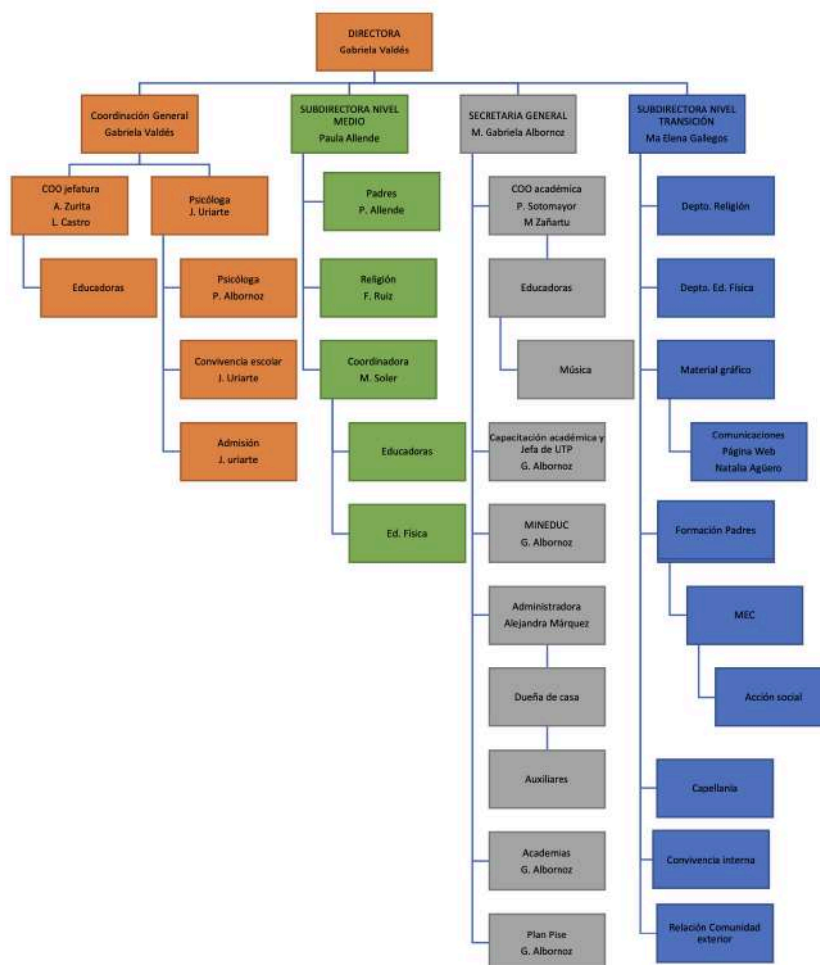 DIRECTORA
Gabriela Valdés
Coordinación General
Gabriela Valdés
COO jefatura
A. Zurita
L. Castro
Educadoras
Psicóloga
J. Uriarte
Psicóloga
P. Albornoz
Convivencia escolar
J. Uriarte
Admisión
J. uriarte
SUBDIRECTORA NIVEL
MEDIO
Paula Allende
Padres
P. Allende
Religión
F. Ruiz
Coordinadora
M. Soler
Educadoras
Ed. Física
SECRETARIA GENERAL
M. Gabriela Albornoz
COO académica
P. Sotomayor
M Zañartu
Educadoras
Música
Capacitación académica y
Jefa de UTP
G. Albornoz
MINEDUC
G. Albornoz
Administradora
Alejandra Márquez
Dueña de casa
Auxiliares
Academias
G. Albornoz
Plan Pise
G. Albornoz
SUBDIRECTORA NIVEL
TRANSICIÓN
Ma Elena Gallegos
Depto. Religión
Depto. Ed. Física
Material gráfico
Comunicaciones
Página Web
Natalia Agüero
Formación Padres
MEC
Acción social
Capellanía
Convivencia interna
Relación Comunidad
exterior